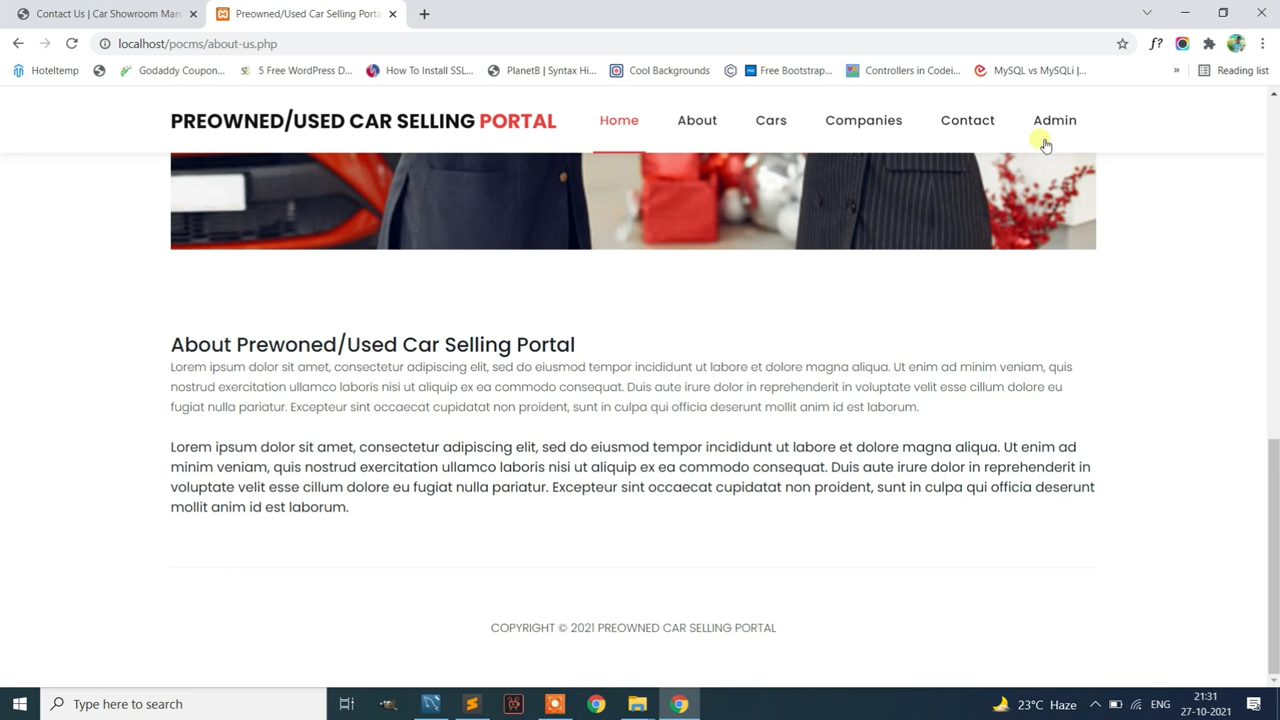 Contact Us | Car Showroom Man
Preowned/Used Car Selling Porta
localhost/pocms/about-us.php
Hoteltemp
Godaddy Coupon...
5 Free WordPress D...
How To Install SSL...
PlanetB | Syntax Hi...
Cool Backgrounds
Free Bootstrap...
Controllers in Codei...
MySQL vs MySQLi |...
»
Reading list
PREOWNED/USED CAR SELLING PORTAL
Home
About
Cars
Companies
Contact
Admin
About Prewoned/Used Car Selling Portal
Lorem ipsum dolor sit amet, consectetur adipiscing elit, sed do eiusmod tempor incididunt ut labore et dolore magna aliqua. Ut enim ad minim veniam, quis
nostrud exercitation ullamco laboris nisi ut aliquip ex ea commodo consequat. Duis aute irure dolor in reprehenderit in voluptate velit esse cillum dolore eu
fugiat nulla pariatur. Excepteur sint occaecat cupidatat non proident, sunt in culpa qui officia deserunt mollit anim id est laborum.
Lorem ipsum dolor sit amet, consectetur adipiscing elit, sed do eiusmod tempor incididunt ut labore et dolore magna aliqua. Ut enim ad
minim veniam, quis nostrud exercitation ullamco laboris nisi ut aliquip ex ea commodo consequat. Duis aute irure dolor in reprehenderit in
voluptate velit esse cillum dolore eu fugiat nulla pariatur. Excepteur sint occaecat cupidatat non proident, sunt in culpa qui officia deserunt
mollit anim id est laborum.
COPYRIGHT © 2021 PREOWNED CAR SELLING PORTAL
Type here to search
23°C Haze
ENG
21:31
27-10-2021